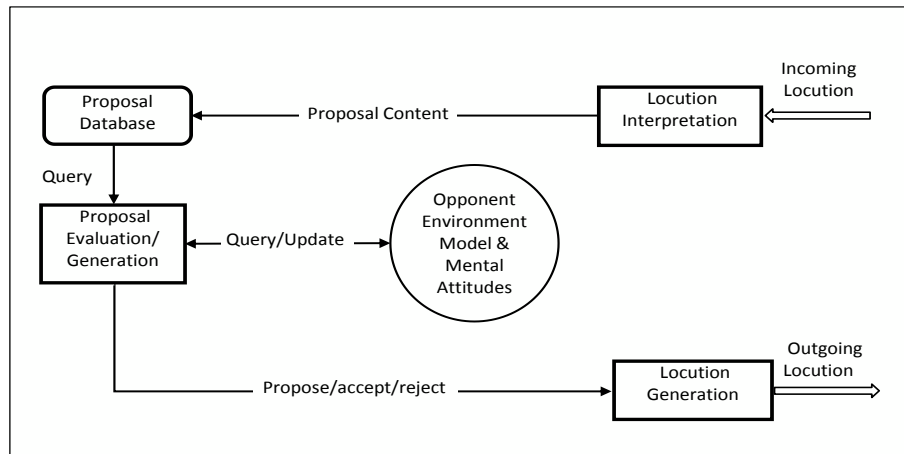 Proposal
Database
Proposal Content
Locution
Interpretation
Incoming
Locution
Query
Proposal
Evaluation/
Generation
Query/Update
Opponent
Environment
Model &
Mental
Attitudes
Propose/accept/reject
Locution
Generation
Outgoing
Locution